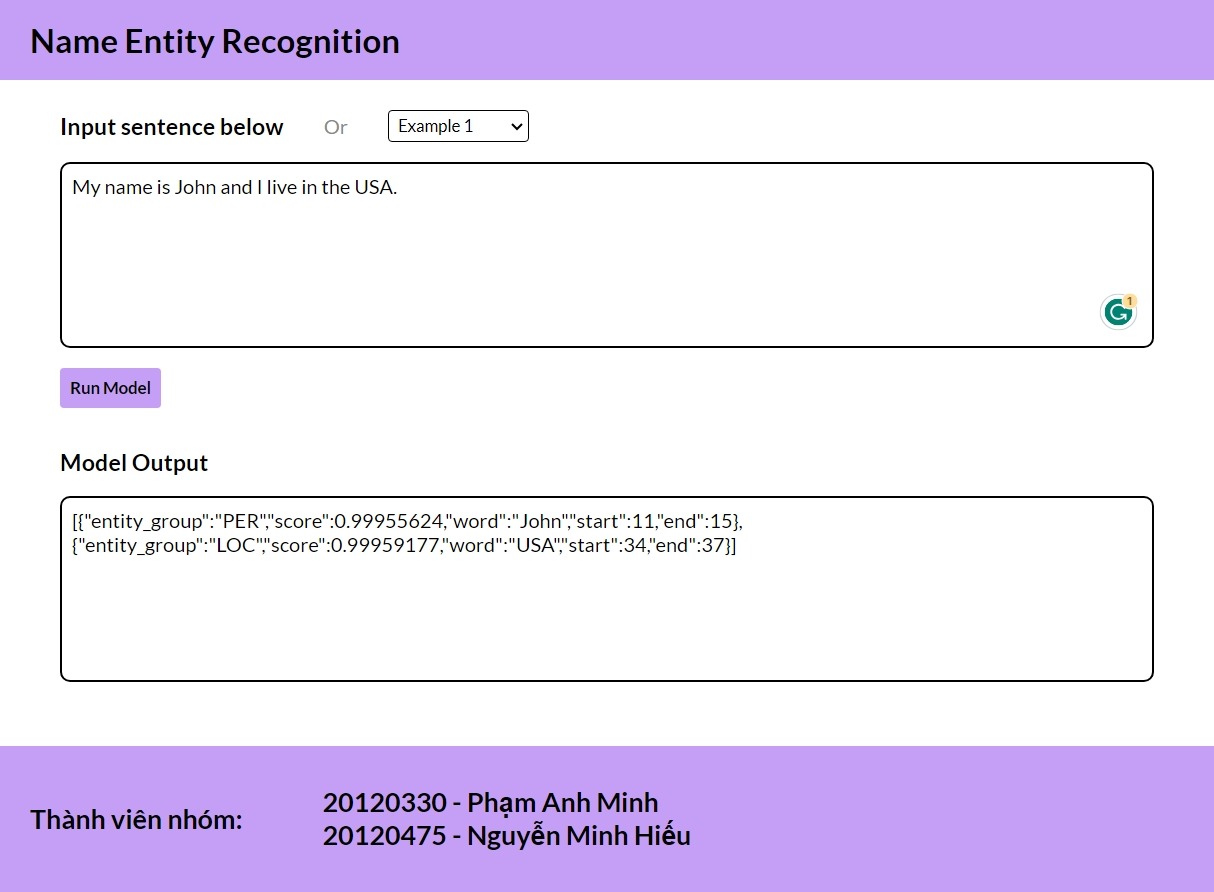 Name Entity Recognition
Input sentence below Or Example 1
My name is John and I live in the USA.
1
Run Model
Model Output
[{"entity_group":"PER","score":0.99955624,"word":"John","start":11,"end":15},
{"entity_group":"LOC","score":0.99959177,"word":"USA","start":34,"end":37}]
Thành viên nhóm:
20120330 - Phạm Anh Minh
20120475 - Nguyễn Minh Hiếu